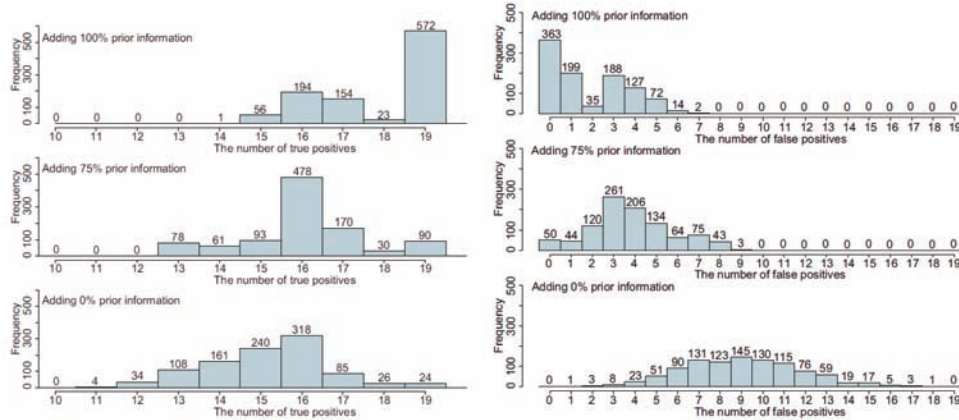 Adding 100% prior information
Frequency
0 100 300 500
0 0 0 0 1 56 194 154 23 572
10 11 12 13 14 15 16 17 18 19
The number of true positives
Adding 75% prior information
Frequency
0 100 300 500
0 0 0 78 61 93 478 170 30 90
10 11 12 13 14 15 16 17 18 19
The number of true positives
Adding 0% prior information
Frequency
0 100 300 500
0 4 34 108 161 240 318 85 26 24
10 11 12 13 14 15 16 17 18 19
The number of true positives
Adding 100% prior information
Frequency
100 300 500
363 199 35 188 127 72 14 2 0 0 0 0 0 0 0 0 0 0 0 0
0 1 2 3 4 5 6 7 8 9 10 11 12 13 14 15 16 17 18 19
The number of false positives
Adding 75% prior information
Frequency
100 300 500
50 44 120 261 206 134 64 75 43 3 0 0 0 0 0 0 0 0 0 0
0 1 2 3 4 5 6 7 8 9 10 11 12 13 14 15 16 17 18 19
The number of false positives
Adding 0% prior information
Frequency
100 300 500
0 1 3 8 23 51 90 131 123 145 130 115 76 59 19 17 5 3 1 0
0 1 2 3 4 5 6 7 8 9 10 11 12 13 14 15 16 17 18 19
The number of false positives